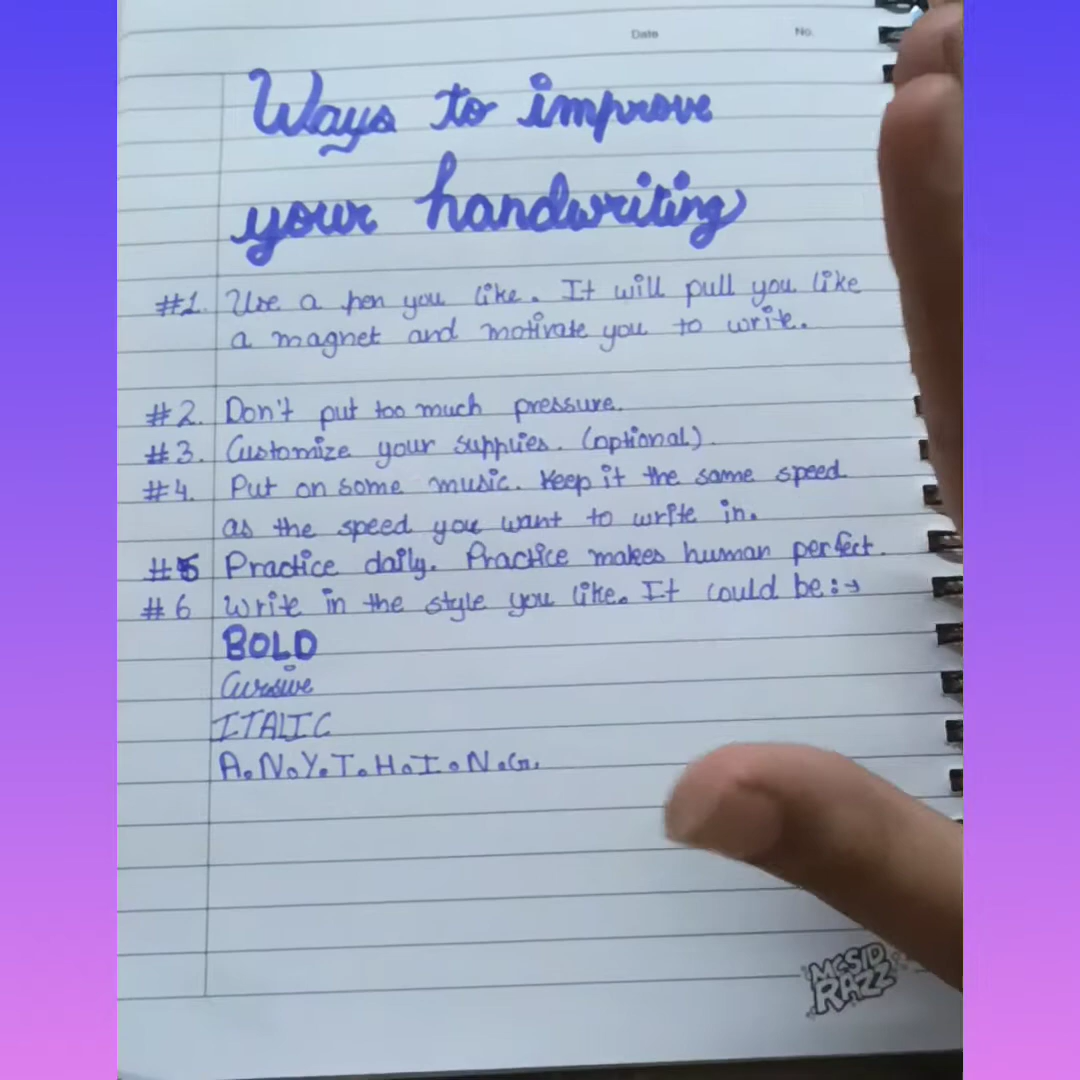 Date No.
Ways to improve
your handwriting
#1. Use a pen you like. It will pull you like
a magnet and motivate you to write.
#2. Don't put too much pressure.
#3. Customize your supplies. (optional).
#4. Put on some music. Keep it the same speed
as the speed you want to write in.
#5 Practice daily. Practice makes human perfect.
#6 Write in the style you like. It could be:→
BOLD
Cursive
ITALIC
A.N.Y.T.H.I.N.G.
MCSID
RAZZ